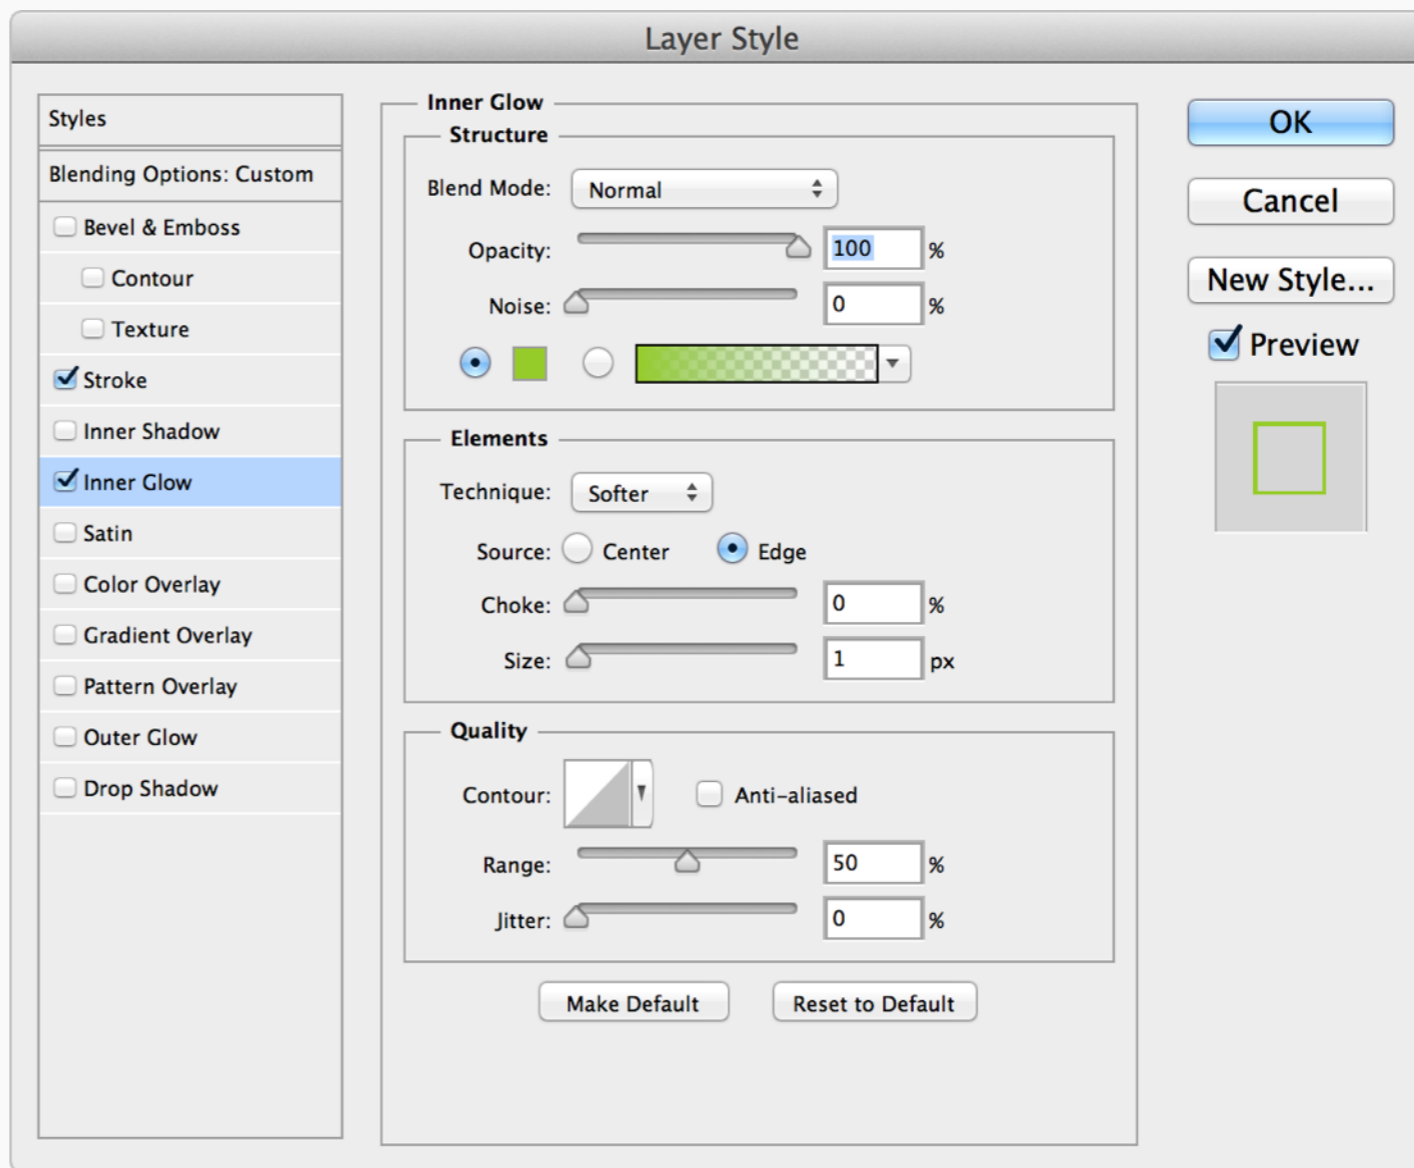 Layer Style
Styles
Blending Options: Custom
Bevel & Emboss
Contour
Texture
Stroke
Inner Shadow
Inner Glow
Satin
Color Overlay
Gradient Overlay
Pattern Overlay
Outer Glow
Drop Shadow
Inner Glow
Structure
Blend Mode: Normal
Opacity: 100 %
Noise: 0 %
Elements
Technique: Softer
Source: Center Edge
Choke: 0 %
Size: 1 px
Quality
Contour: Anti-aliased
Range: 50 %
Jitter: 0 %
Make Default Reset to Default
OK
Cancel
New Style...
Preview